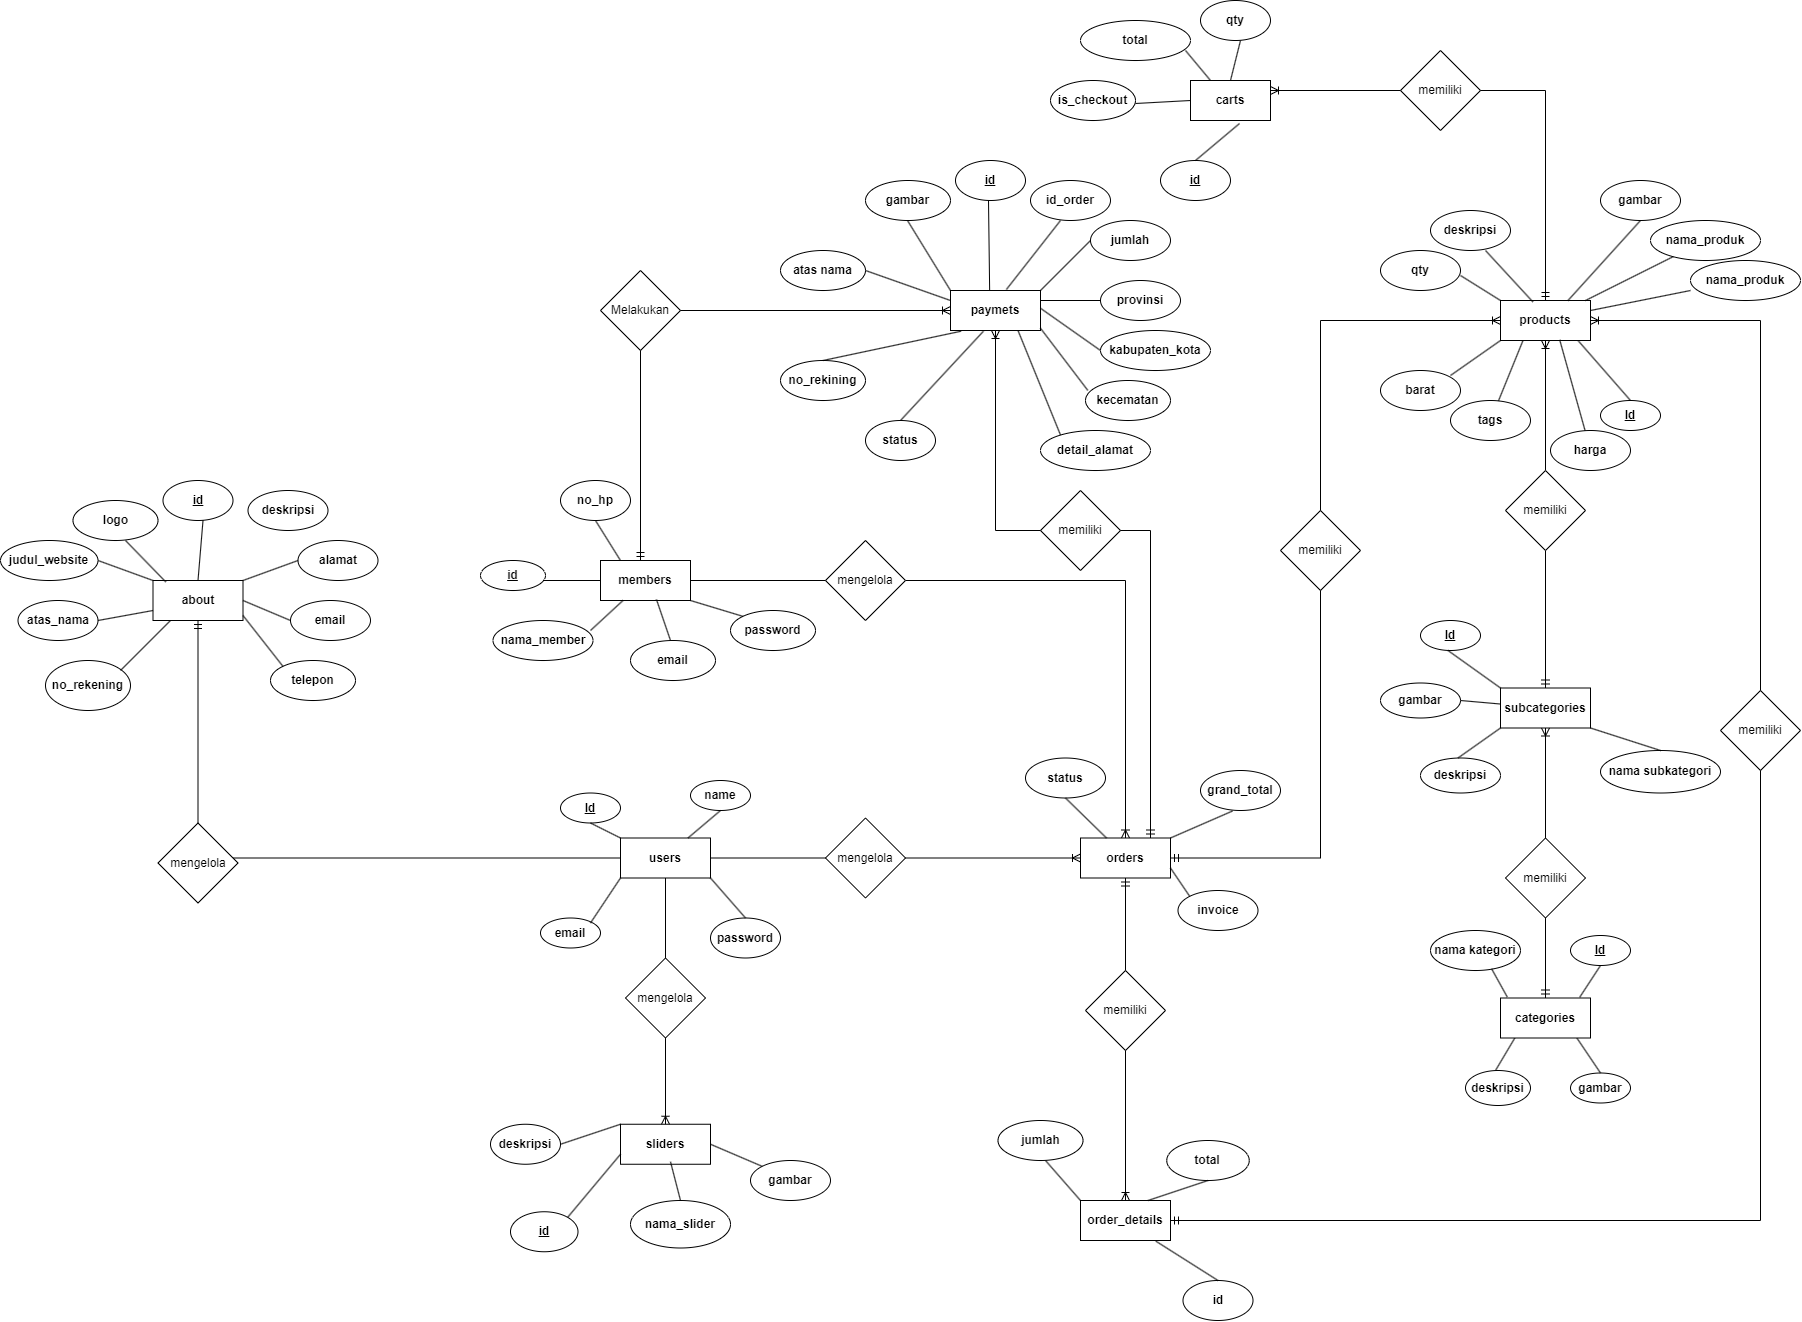 qty
total
memiliki
is_checkout
carts
id
id
gambar
id_order
gambar
jumlah
deskripsi
nama_produk
atas nama
qty
nama_produk
provinsi
Melakukan
paymets
products
kabupaten_kota
no_rekining
kecematan
barat
tags
Id
status
detail_alamat
harga
id
no_hp
deskripsi
logo
memiliki
memiliki
memiliki
judul_website
alamat
id
members
mengelola
about
atas_nama
email
nama_member
password
Id
email
no_rekening
telepon
gambar
subcategories
memiliki
status
deskripsi
nama subkategori
name
grand_total
Id
mengelola
users
mengelola
orders
memiliki
invoice
email
password
nama kategori
Id
mengelola
memiliki
categories
deskripsi
gambar
jumlah
deskripsi
sliders
total
gambar
id
nama_slider
order_details
id